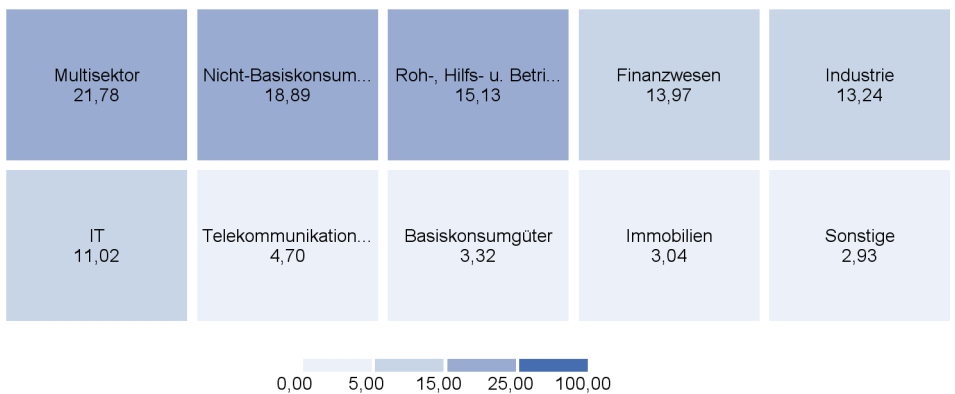 Multisektor
21,78
Nicht-Basiskonsum...
18,89
Roh-, Hilfs- u. Betri...
15,13
Finanzwesen
13,97
Industrie
13,24
IT
11,02
Telekommunikation...
4,70
Basiskonsumgüter
3,32
Immobilien
3,04
Sonstige
2,93
0,00 5,00 15,00 25,00 100,00